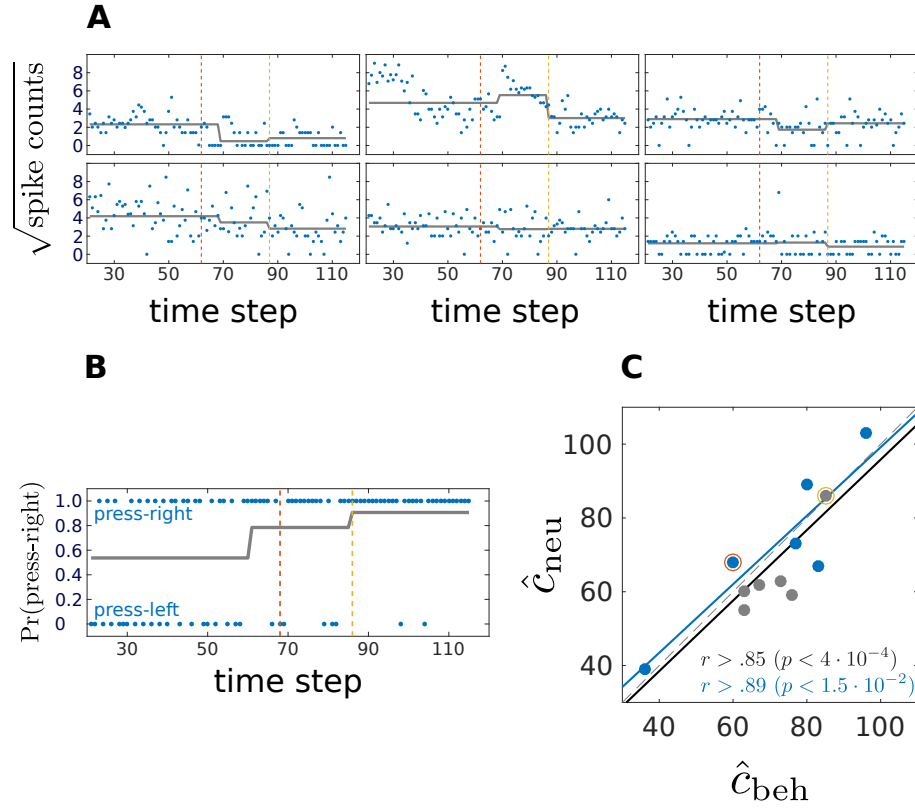 A
√spike counts
8
6
4
2
0
8
6
4
2
0
30 50 70 90 110
30 50 70 90 110
30 50 70 90 110
time step
time step
time step
B
Pr(press-right)
1.0
0.8
0.6
0.4
0.2
0
press-right
press-left
30 50 70 90 110
time step
C
ĉneu
100
80
60
40
r > .85 (p < 4 · 10⁻⁴)
r > .89 (p < 1.5 · 10⁻²)
40 60 80 100
ĉbeh